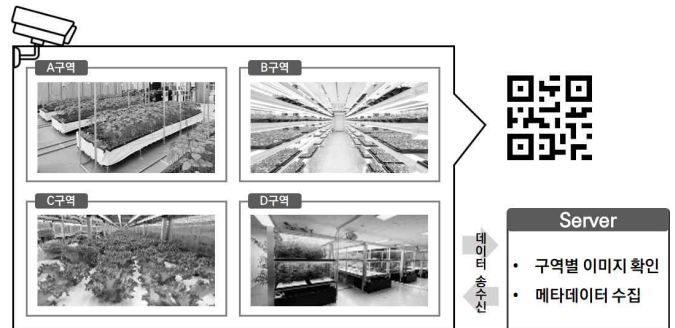 A구역
B구역
C구역
D구역
데이터 송수신
Server
• 구역별 이미지 확인
• 메타데이터 수집